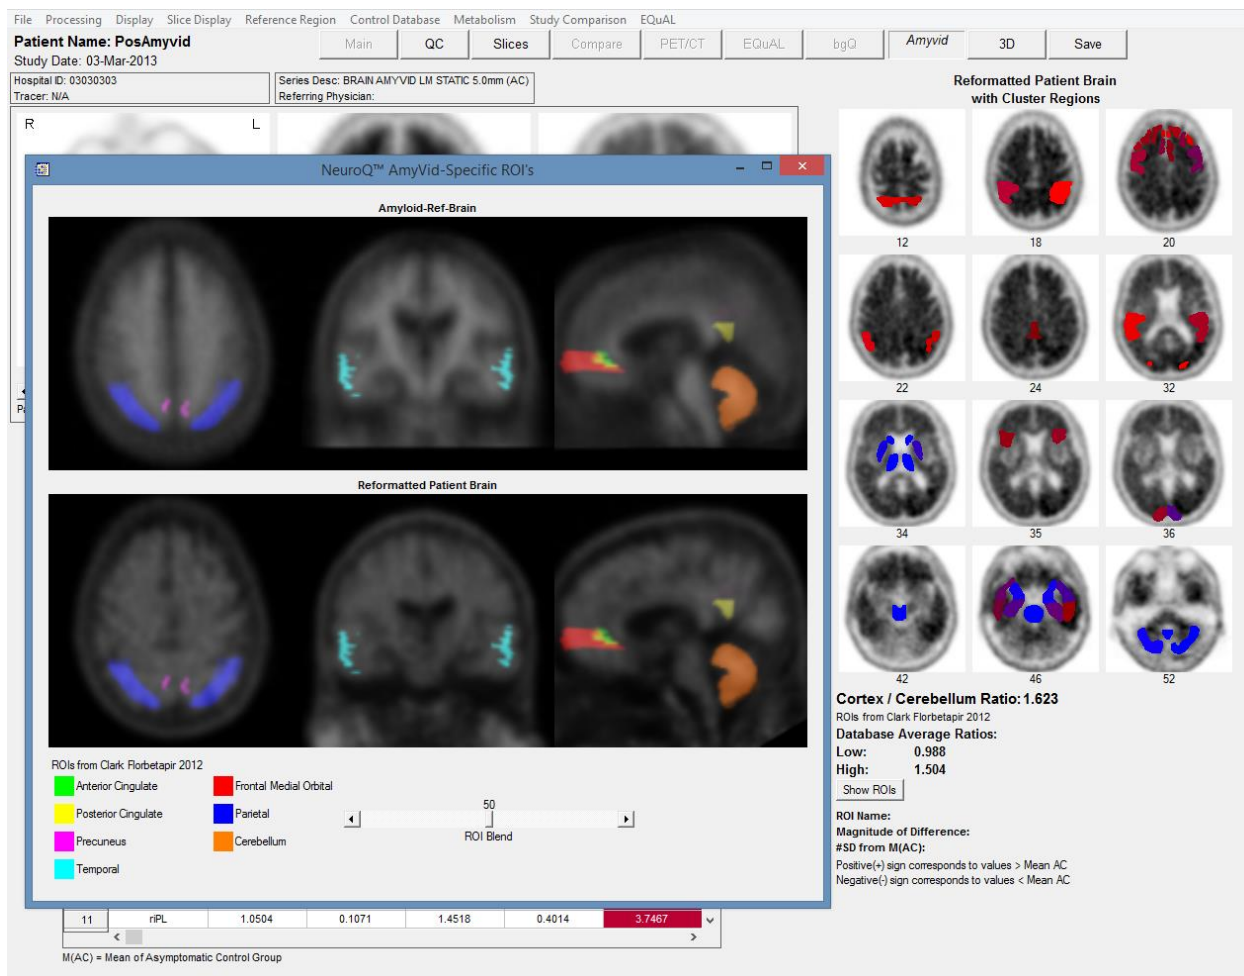 File Processing Display Slice Display Reference Region Control Database Metabolism Study Comparison EQuAL
Patient Name: PosAmyvid
Study Date: 03-Mar-2013
Main QC Slices Compare PET/CT EQuAL bgQ Amyvid 3D Save
Hospital ID: 03030303
Tracer: N/A
Series Desc: BRAIN AMYVID LM STATIC 5.0mm (AC)
Referring Physician:
R L
NeuroQ™ AmyVid-Specific ROI's
Amyloid-Ref-Brain
Reformatted Patient Brain
ROIs from Clark Florbetapir 2012
Anterior Cingulate
Frontal Medial Orbital
Posterior Cingulate
Parietal
Precuneus
Cerebellum
Temporal
50
ROI Blend
11 riPL 1.0504 0.1071 1.4518 0.4014 3.7467
M(AC) = Mean of Asymptomatic Control Group
Reformatted Patient Brain
with Cluster Regions
12 18 20
22 24 32
34 35 36
42 46 52
Cortex / Cerebellum Ratio: 1.623
ROIs from Clark Florbetapir 2012
Database Average Ratios:
Low: 0.988
High: 1.504
Show ROIs
ROI Name:
Magnitude of Difference:
#SD from M(AC):
Positive(+) sign corresponds to values > Mean AC
Negative(-) sign corresponds to values < Mean AC